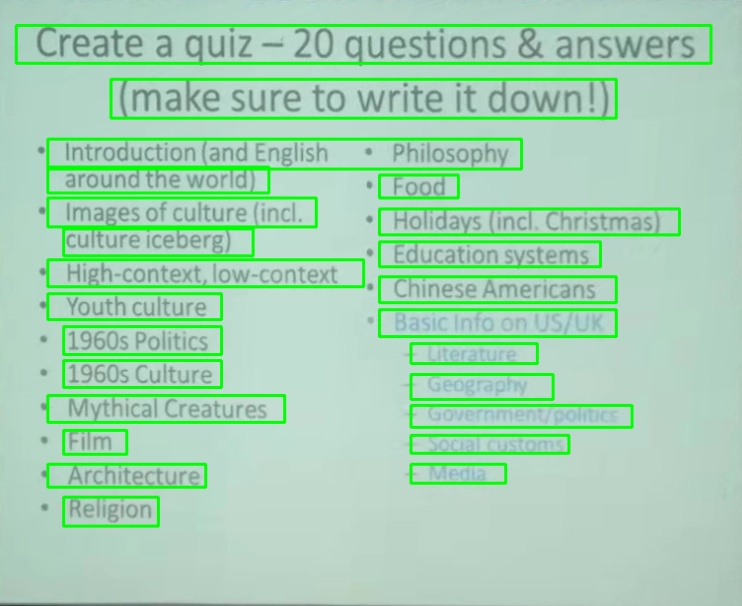 Create a quiz – 20 questions & answers
(make sure to write it down!)
• Introduction (and English
around the world)
• Images of culture (incl.
culture iceberg)
• High-context, low-context
• Youth culture
• 1960s Politics
• 1960s Culture
• Mythical Creatures
• Film
• Architecture
• Religion
• Philosophy
• Food
• Holidays (incl. Christmas)
• Education systems
• Chinese Americans
• Basic Info on US/UK
– Literature
– Geography
– Government/politics
– Social customs
– Media